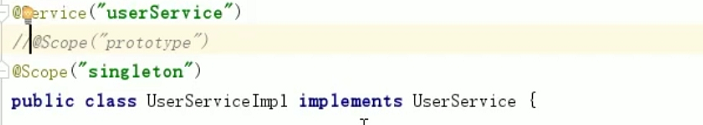 @Service("userService")
//@Scope("prototype")
@Scope("singleton")
public class UserServiceImpl implements UserService {